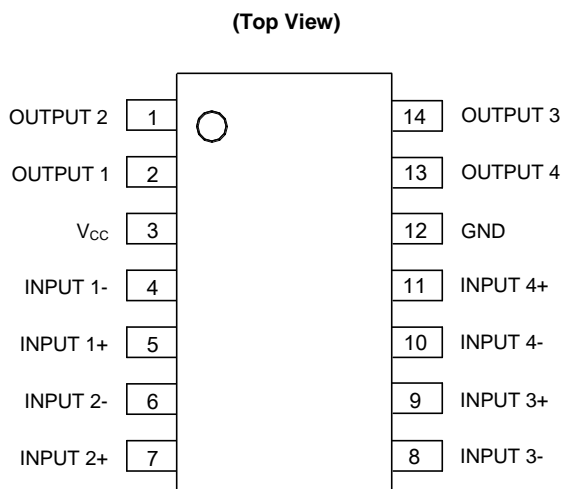 (Top View)
OUTPUT 2 1 14 OUTPUT 3
OUTPUT 1 2 13 OUTPUT 4
VCC 3 12 GND
INPUT 1- 4 11 INPUT 4+
INPUT 1+ 5 10 INPUT 4-
INPUT 2- 6 9 INPUT 3+
INPUT 2+ 7 8 INPUT 3-